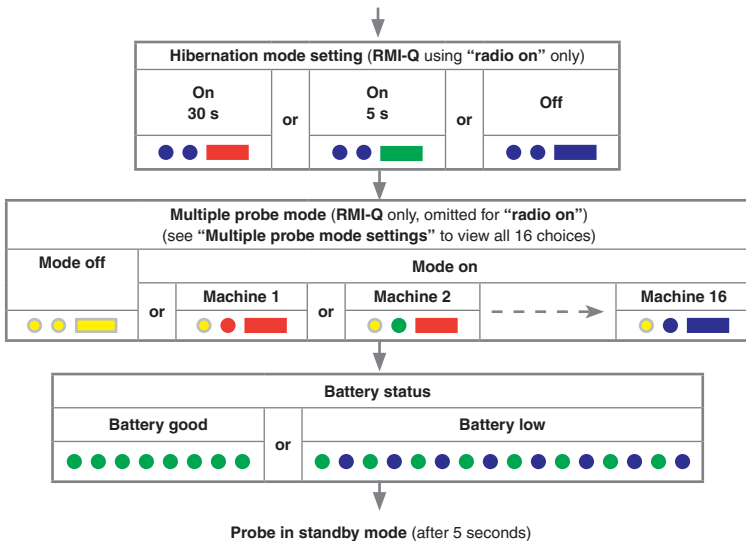 Hibernation mode setting (RMI-Q using “radio on” only)
On
30 s
or
On
5 s
or
Off
Multiple probe mode (RMI-Q only, omitted for “radio on”)
(see “Multiple probe mode settings” to view all 16 choices)
Mode off
Mode on
or
Machine 1
or
Machine 2
Machine 16
Battery status
Battery good
or
Battery low
Probe in standby mode (after 5 seconds)